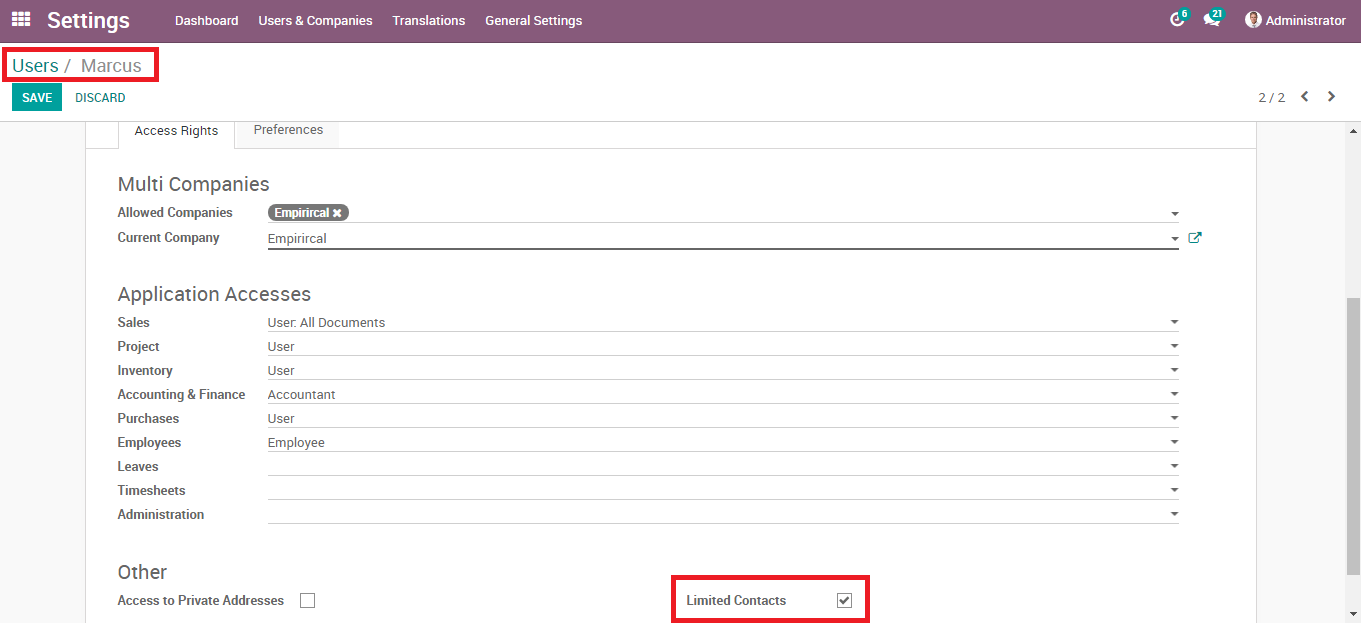 Settings Dashboard Users & Companies Translations General Settings 6 21 Administrator
Users / Marcus
SAVE DISCARD 2 / 2
Access Rights Preferences
Multi Companies
Allowed Companies Empirircal ✖
Current Company Empirircal
Application Accesses
Sales User: All Documents
Project User
Inventory User
Accounting & Finance Accountant
Purchases User
Employees Employee
Leaves
Timesheets
Administration
Other
Access to Private Addresses Limited Contacts